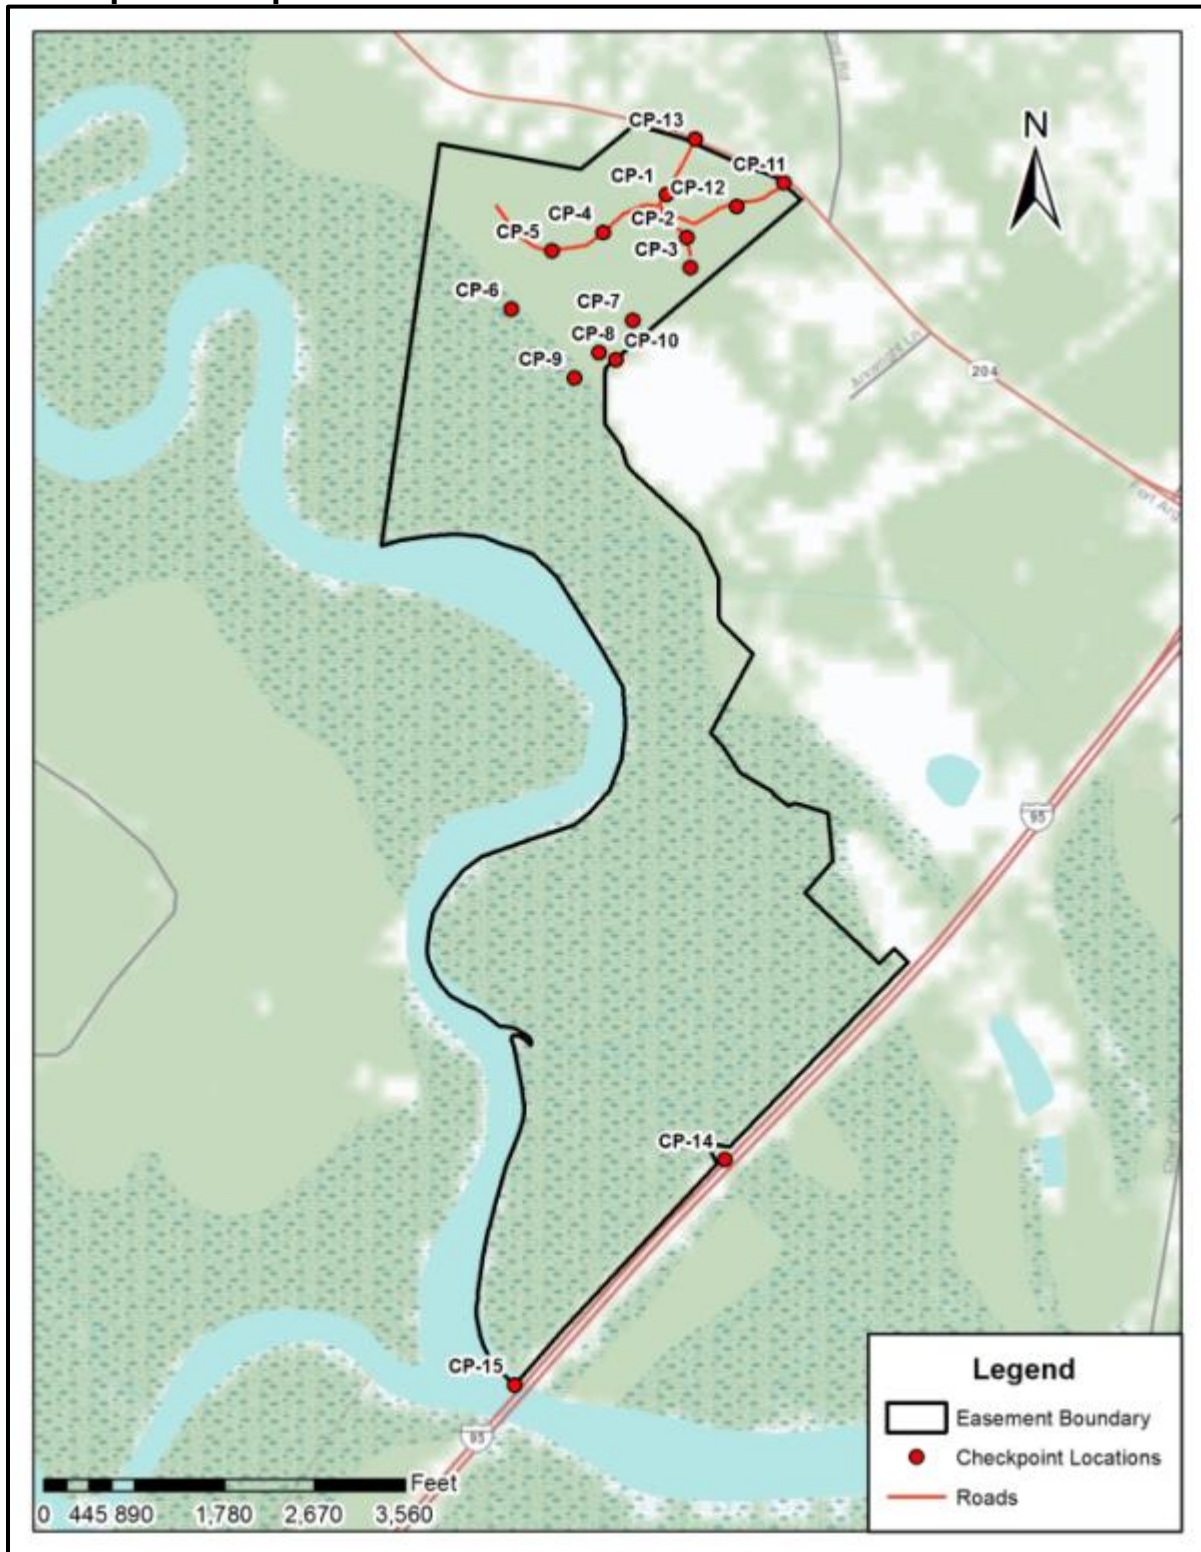 N
CP-13
CP-11
CP-1
CP-12
CP-4
CP-2
CP-5
CP-3
CP-6
CP-7
CP-8
CP-10
CP-9
204
95
CP-14
CP-15
95
Legend
Easement Boundary
Checkpoint Locations
Roads
Feet
0 445 890 1,780 2,670 3,560